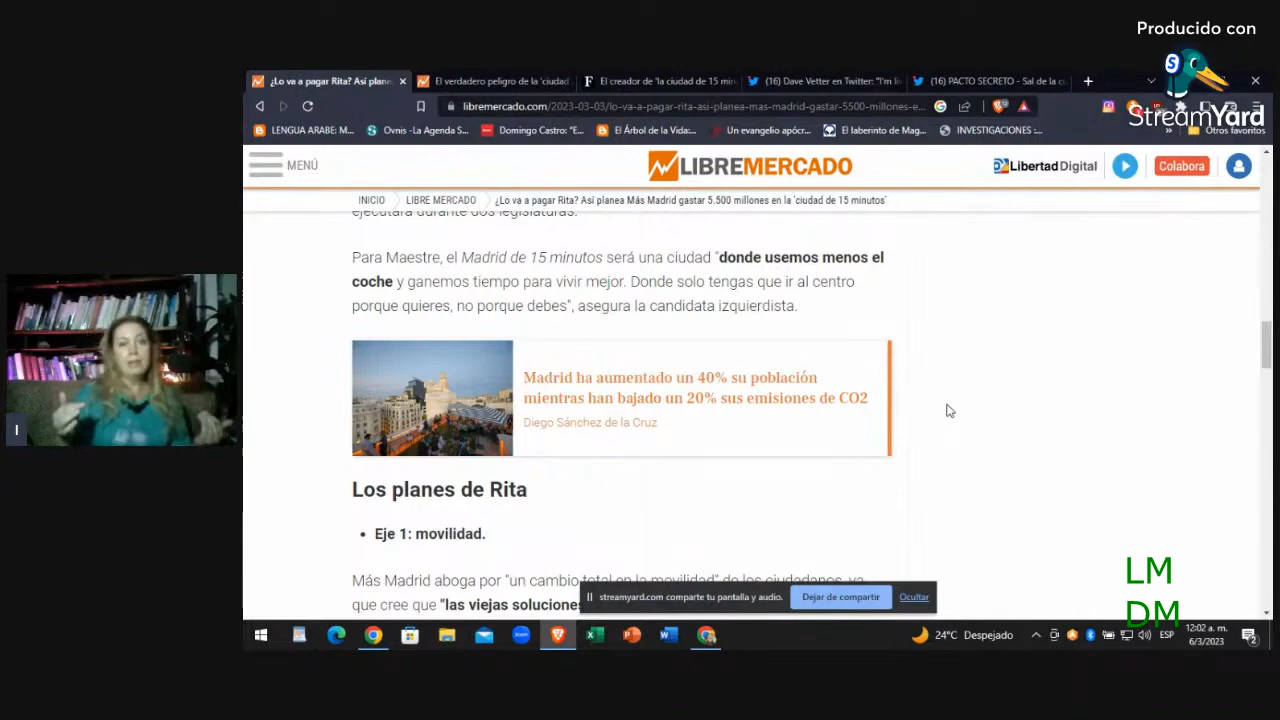 Producido con
StreamYard
¿Lo va a pagar Rita? Así plane
El verdadero peligro de la 'ciudad
El creador de 'la ciudad de 15 min
(16) Dave Vetter en Twitter: "I'm li
(16) PACTO SECRETO - Sal de la cu
libremercado.com/2023-03-03/lo-va-a-pagar-rita-asi-planea-mas-madrid-gastar-5500-millones-e...
LENGUA ARABE: M...
Ovnis -La Agenda S...
Domingo Castro: "E...
El Árbol de la Vida:...
Un evangelio apócr...
El laberinto de Mag...
INVESTIGACIONES :...
»
Otros favoritos
MENÚ
LIBREMERCADO
Libertad Digital
Colabora
INICIO
LIBRE MERCADO
¿Lo va a pagar Rita? Así planea Más Madrid gastar 5.500 millones en la 'ciudad de 15 minutos'
ejecutará durante dos legislaturas.
Para Maestre, el Madrid de 15 minutos será una ciudad "donde usemos menos el
coche y ganemos tiempo para vivir mejor. Donde solo tengas que ir al centro
porque quieres, no porque debes", asegura la candidata izquierdista.
Madrid ha aumentado un 40% su población
mientras han bajado un 20% sus emisiones de CO2
Diego Sánchez de la Cruz
Los planes de Rita
• Eje 1: movilidad.
Más Madrid aboga por "un cambio total en la movilidad" de los ciudadanos, ya
que cree que "las viejas soluciones
streamyard.com comparte tu pantalla y audio.
Dejar de compartir
Ocultar
I
LM
DM
24°C Despejado
ESP
12:02 a. m.
6/3/2023
2